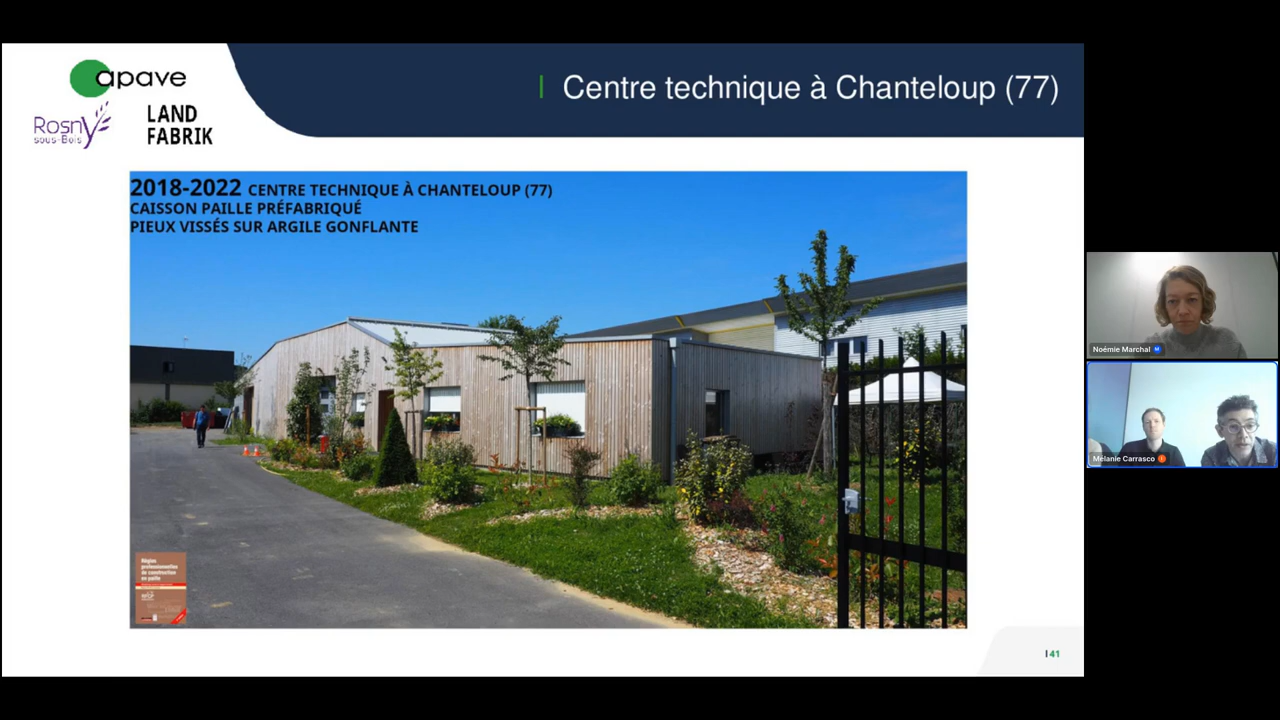 apave
Rosny
sous-Bois
LAND
FABRIK
Centre technique à Chanteloup (77)
2018-2022 CENTRE TECHNIQUE À CHANTELOUP (77)
CAISSON PAILLE PRÉFABRIQUÉ
PIEUX VISSÉS SUR ARGILE GONFLANTE
Règles
professionnelles
de construction
en paille
41
Noémie Marchal M
Mélanie Carrasco